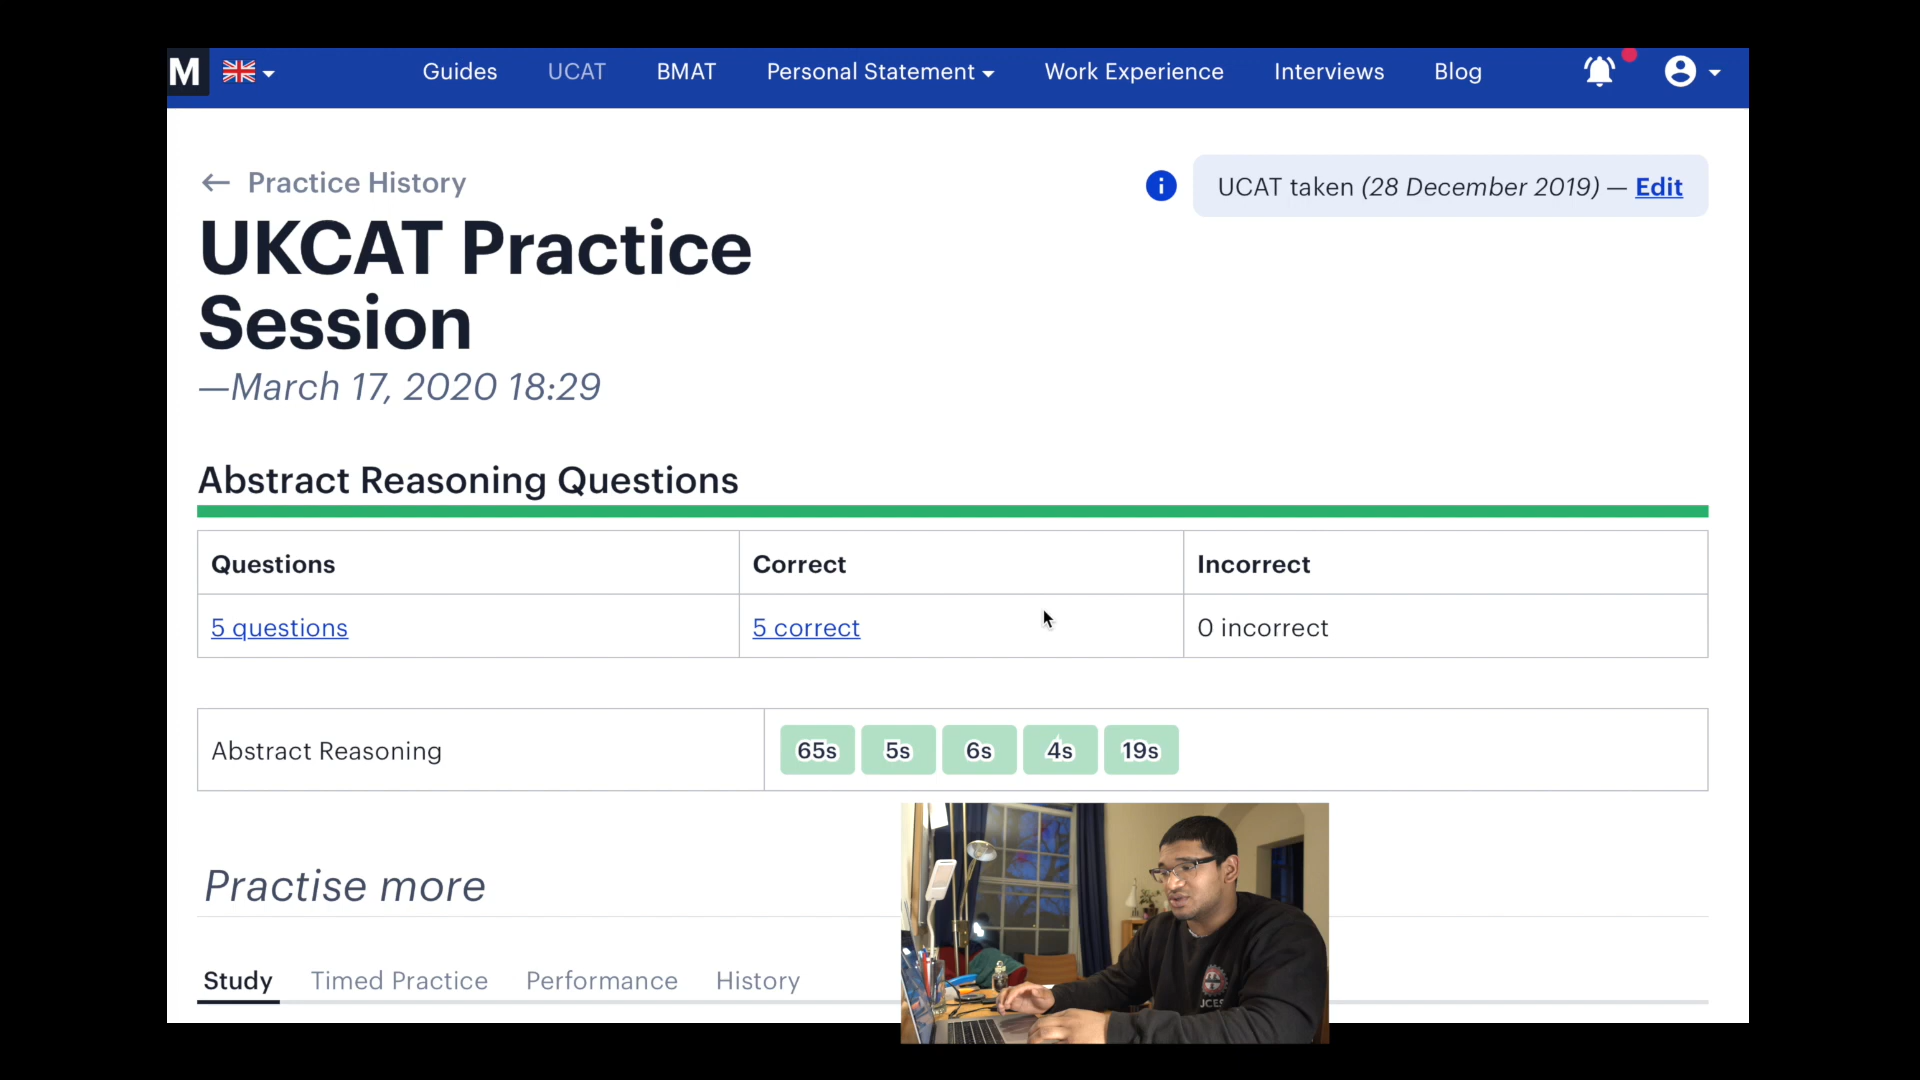 M
Guides UCAT BMAT Personal Statement Work Experience Interviews Blog
← Practice History
UCAT taken (28 December 2019) — Edit
UKCAT Practice
Session
—March 17, 2020 18:29
Abstract Reasoning Questions
Questions Correct Incorrect
5 questions 5 correct 0 incorrect
Abstract Reasoning 65s 5s 6s 4s 19s
Practise more
Study Timed Practice Performance History